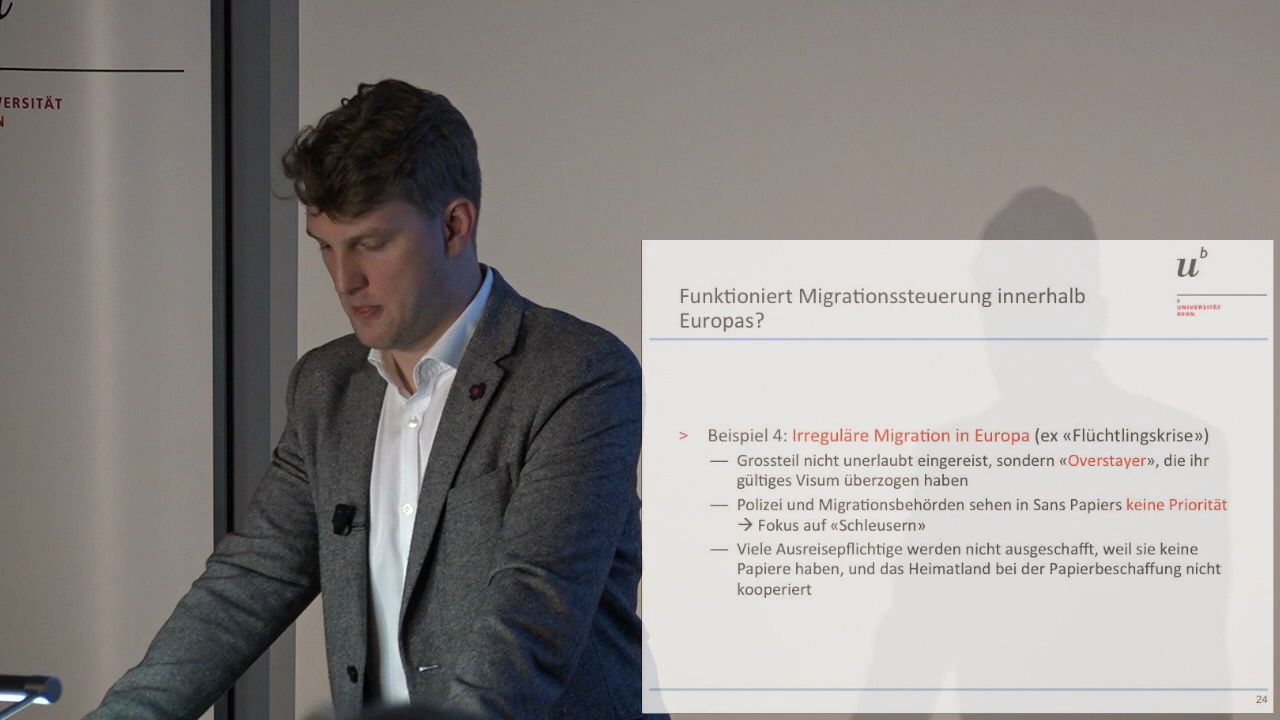 VERSITÄT
N
Funktioniert Migrationssteuerung innerhalb
Europas?
u
b
b
UNIVERSITÄT
BERN
> Beispiel 4: Irreguläre Migration in Europa (ex «Flüchtlingskrise»)
— Grossteil nicht unerlaubt eingereist, sondern «Overstayer», die ihr
gültiges Visum überzogen haben
— Polizei und Migrationsbehörden sehen in Sans Papiers keine Priorität
→ Fokus auf «Schleusern»
— Viele Ausreisepflichtige werden nicht ausgeschafft, weil sie keine
Papiere haben, und das Heimatland bei der Papierbeschaffung nicht
kooperiert
24